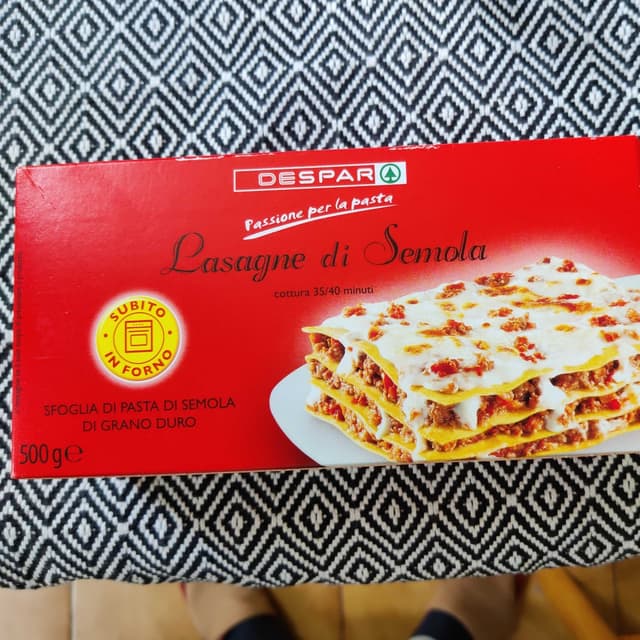 DESPAR
Passione per la pasta
Lasagne di Semola
cottura 35/40 minuti
SUBITO
IN FORNO
SFOGLIA DI PASTA DI SEMOLA
DI GRANO DURO
500 g ℮